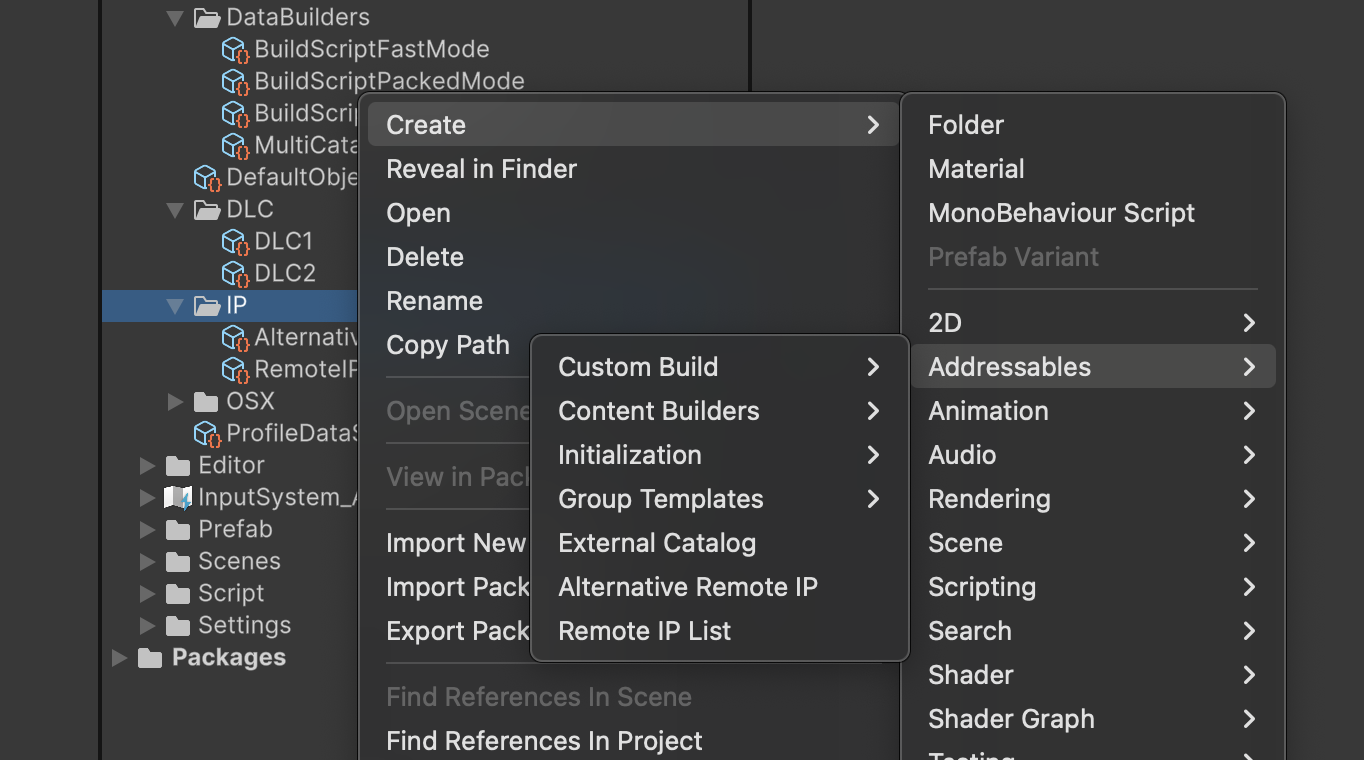 DataBuilders
BuildScriptFastMode
BuildScriptPackedMode
BuildScri
MultiCata
DefaultObje
DLC
DLC1
DLC2
IP
Alternativ
RemoteIP
OSX
ProfileDataS
Editor
InputSystem_A
Prefab
Scenes
Script
Settings
Packages
Create
Reveal in Finder
Open
Delete
Rename
Copy Path
Open Scene
View in Pack
Import New
Import Pack
Export Pack
Find References In Scene
Find References In Project
Custom Build
Content Builders
Initialization
Group Templates
External Catalog
Alternative Remote IP
Remote IP List
Folder
Material
MonoBehaviour Script
Prefab Variant
2D
Addressables
Animation
Audio
Rendering
Scene
Scripting
Search
Shader
Shader Graph
Testing